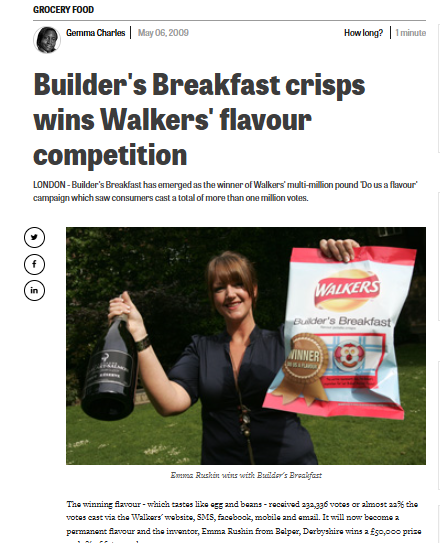 GROCERY FOOD
Gemma Charles | May 06, 2009 How long? | 1 minute
Builder's Breakfast crisps
wins Walkers' flavour
competition
LONDON - Builder's Breakfast has emerged as the winner of Walkers' multi-million pound 'Do us a flavour'
campaign which saw consumers cast a total of more than one million votes.
f
in
WALKERS
Builder's Breakfast
WINNER
DO US A FLAVOUR
Emma Rushin wins with Builder's Breakfast
The winning flavour - which tastes like egg and beans - received 232,336 votes or almost 22% the
votes cast via the Walkers' website, SMS, facebook, mobile and email. It will now become a
permanent flavour and the inventor, Emma Rushin from Belper, Derbyshire wins a £50,000 prize